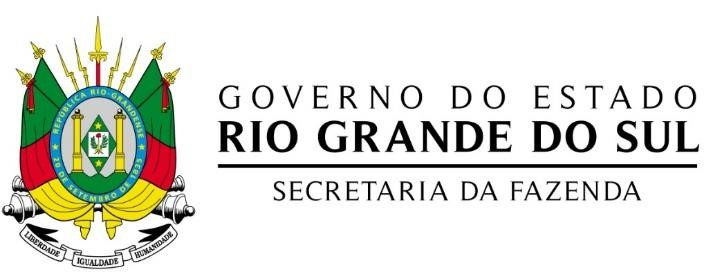 REPÚBLICA RIO-GRANDENSE
20 DE SETEMBRO DE 1835
LIBERDADE IGUALDADE HUMANIDADE
GOVERNO DO ESTADO
RIO GRANDE DO SUL
SECRETARIA DA FAZENDA